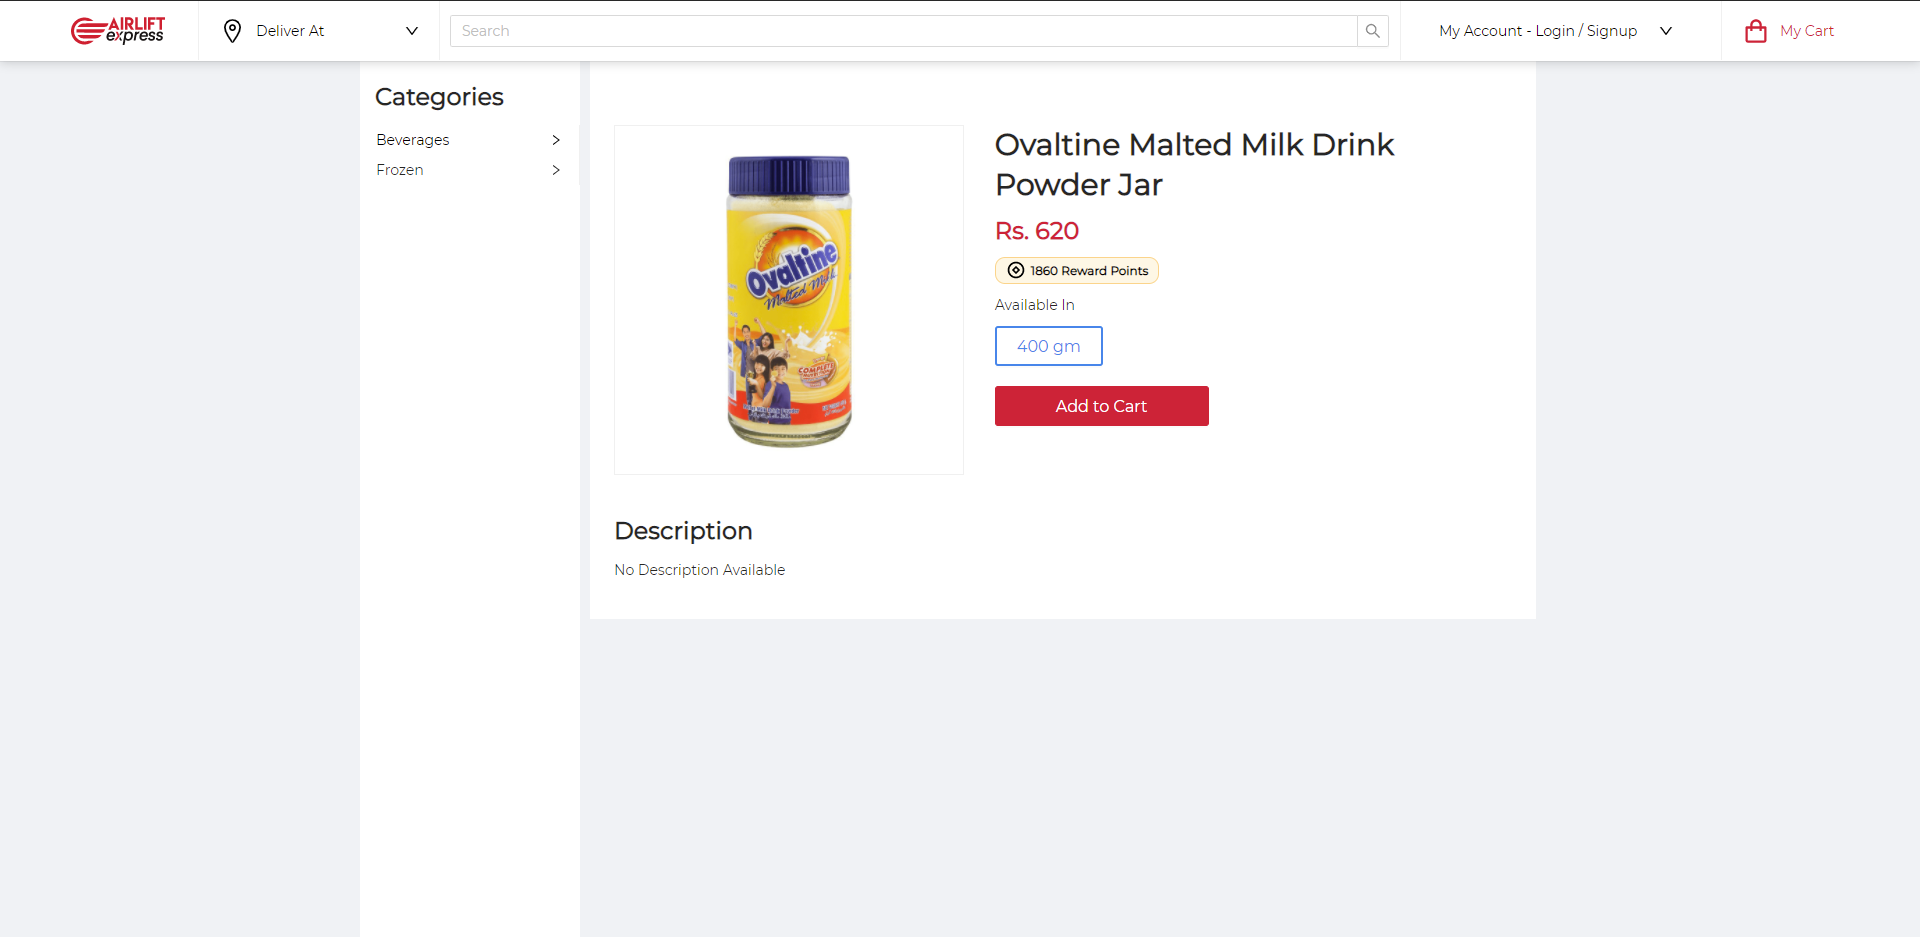 AIRLIFT
express
Deliver At
Search
My Account - Login / Signup
My Cart
Categories
Beverages
Frozen
Ovaltine
Malted Milk
COMPLETE
Ovaltine Malted Milk Drink
Powder Jar
Rs. 620
1860 Reward Points
Available In
400 gm
Add to Cart
Description
No Description Available